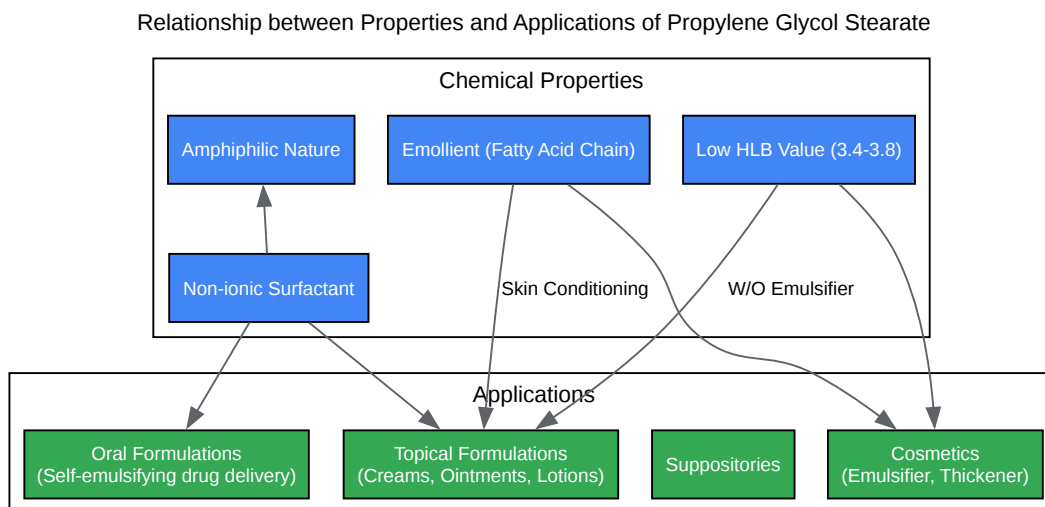 Relationship between Properties and Applications of Propylene Glycol Stearate
Chemical Properties
Amphiphilic Nature
Emollient (Fatty Acid Chain)
Low HLB Value (3.4-3.8)
Non-ionic Surfactant
Skin Conditioning
W/O Emulsifier
Applications
Oral Formulations
(Self-emulsifying drug delivery)
Topical Formulations
(Creams, Ointments, Lotions)
Suppositories
Cosmetics
(Emulsifier, Thickener)